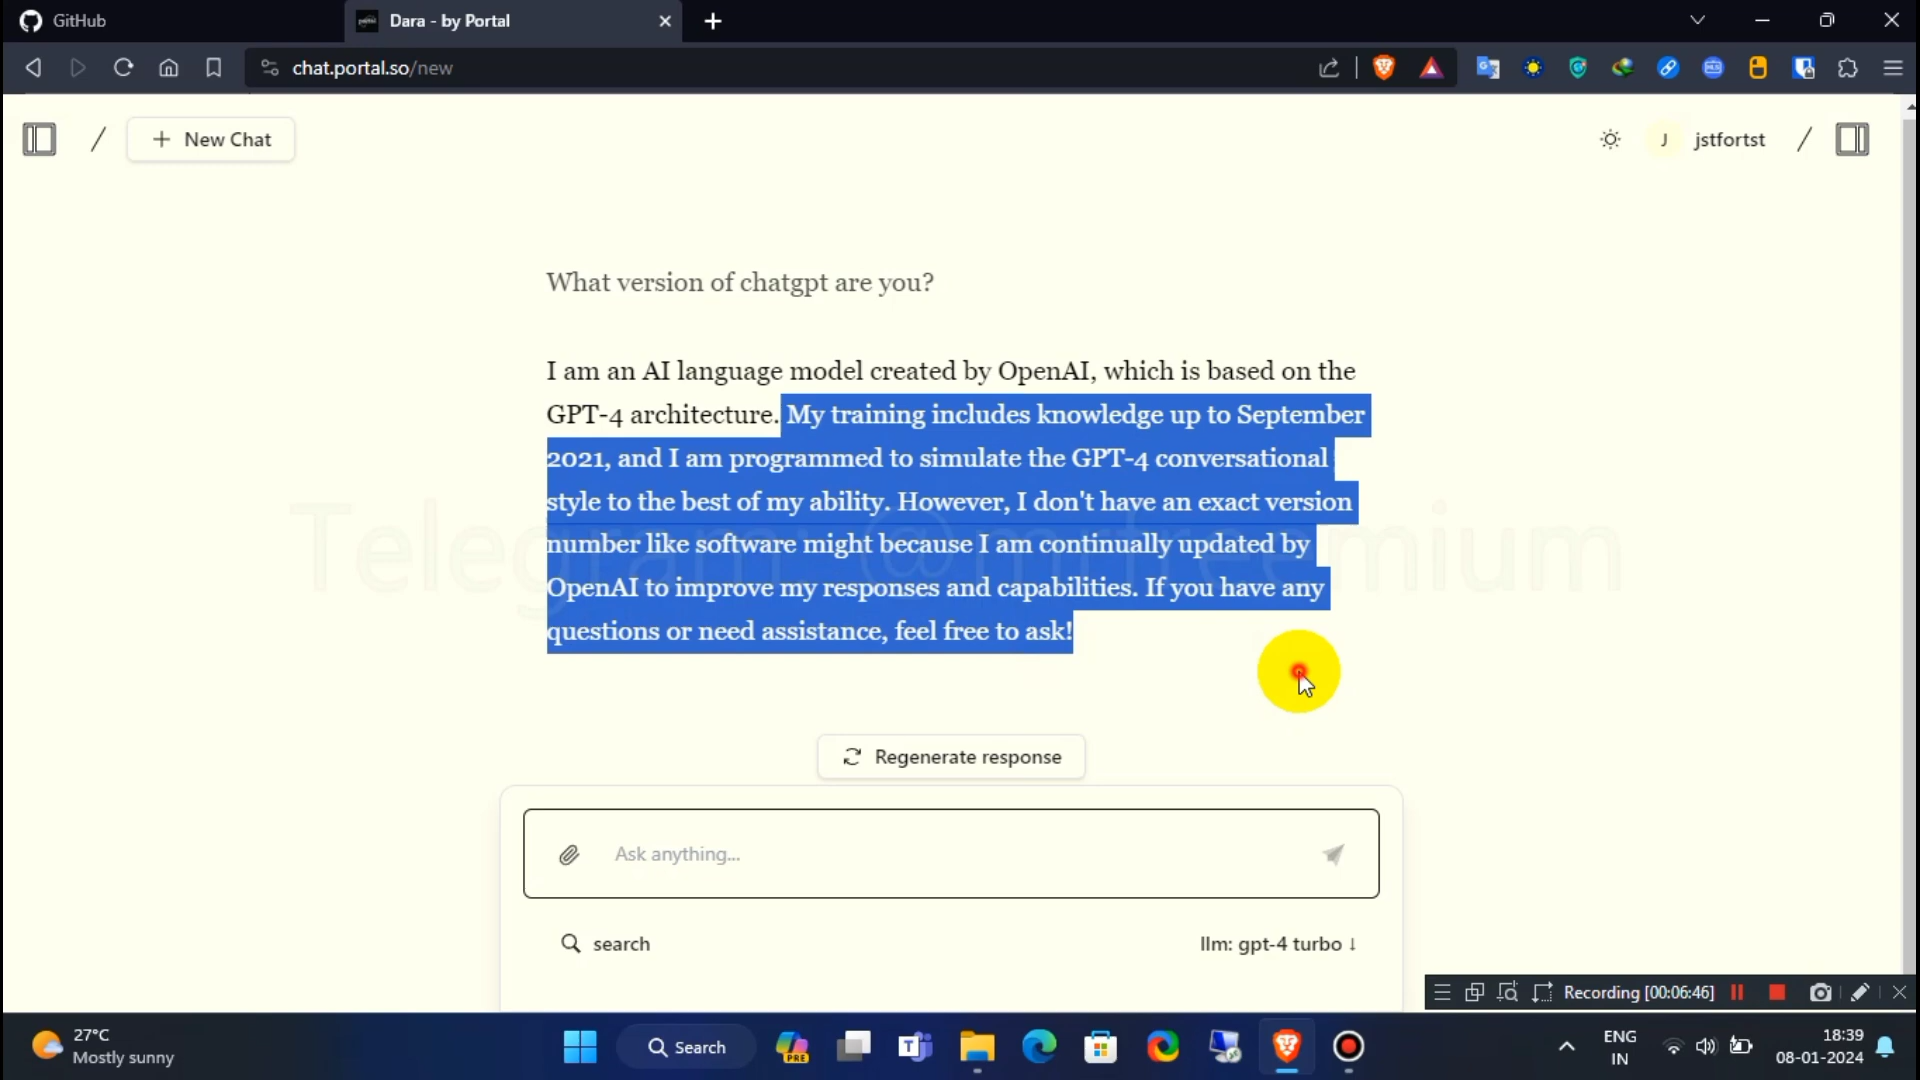 GitHub
Dara - by Portal
chat.portal.so/new
New Chat
J jstfortst
What version of chatgpt are you?
I am an AI language model created by OpenAI, which is based on the
GPT-4 architecture. My training includes knowledge up to September
2021, and I am programmed to simulate the GPT-4 conversational
style to the best of my ability. However, I don't have an exact version
number like software might because I am continually updated by
OpenAI to improve my responses and capabilities. If you have any
questions or need assistance, feel free to ask!
Telegram: @mrfreemium
Regenerate response
Ask anything...
search
llm: gpt-4 turbo ↓
Recording [00:06:46]
27°C
Mostly sunny
Search
PRE
ENG
IN
18:39
08-01-2024